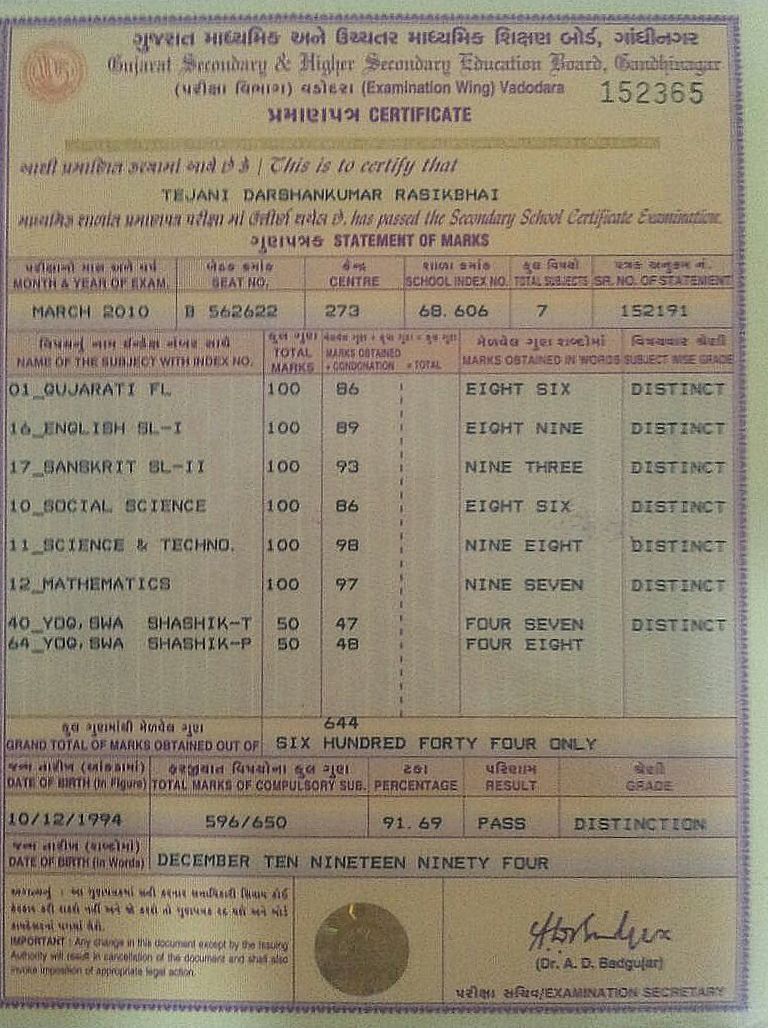 ગુજરાત માધ્યમિક અને ઉચ્ચતર માધ્યમિક શિક્ષણ બોર્ડ, ગાંધીનગર
Gujarat Secondary & Higher Secondary Education Board, Gandhinagar
(પરીક્ષા વિભાગ) વડોદરા (Examination Wing) Vadodara 152365
પ્રમાણપત્ર CERTIFICATE
આથી પ્રમાણિત કરવામાં આવે છે કે | This is to certify that
TEJANI DARSHANKUMAR RASIKBHAI
માધ્યમિક શાળાંત પ્રમાણપત્ર પરીક્ષા માં ઉત્તીર્ણ થયેલ છે. has passed the Secondary School Certificate Examination.
ગુણપત્રક STATEMENT OF MARKS
પરીક્ષાનો માસ અને વર્ષ બેઠક ક્રમાંક કેન્દ્ર શાળા ક્રમાંક કુલ વિષયો પત્રક અનુક્રમ નં.
MONTH & YEAR OF EXAM. SEAT NO. CENTRE SCHOOL INDEX NO. TOTAL SUBJECTS SR. NO. OF STATEMENT
MARCH 2010 B 562622 273 68.606 7 152191
વિષયનું નામ ઈન્ડેક્ષ નંબર સાથે કુલ ગુણ મેળવેલ ગુણ + કૃપા ગુણ = કુલ ગુણ મેળવેલ ગુણ શબ્દોમાં વિષયવાર શ્રેણી
NAME OF THE SUBJECT WITH INDEX NO. TOTAL MARKS MARKS OBTAINED + CONDONATION = TOTAL MARKS OBTAINED IN WORDS SUBJECT WISE GRADE
01_GUJARATI FL 100 86 EIGHT SIX DISTINCT
16_ENGLISH SL-I 100 89 EIGHT NINE DISTINCT
17_SANSKRIT SL-II 100 93 NINE THREE DISTINCT
10_SOCIAL SCIENCE 100 86 EIGHT SIX DISTINCT
11_SCIENCE & TECHNO. 100 98 NINE EIGHT DISTINCT
12_MATHEMATICS 100 97 NINE SEVEN DISTINCT
40_YOG,SWA SHASHIK-T 50 47 FOUR SEVEN DISTINCT
64_YOG,SWA SHASHIK-P 50 48 FOUR EIGHT
કુલ ગુણમાંથી મેળવેલ ગુણ 644
GRAND TOTAL OF MARKS OBTAINED OUT OF SIX HUNDRED FORTY FOUR ONLY
જન્મ તારીખ (આંકડામાં) ફરજીયાત વિષયોના કુલ ગુણ ટકા પરિણામ શ્રેણી
DATE OF BIRTH (In Figure) TOTAL MARKS OF COMPULSORY SUB. PERCENTAGE RESULT GRADE
10/12/1994 596/650 91.69 PASS DISTINCTION
જન્મ તારીખ (શબ્દોમાં)
DATE OF BIRTH (In Words) DECEMBER TEN NINETEEN NINETY FOUR
અગત્યનું : આ ગુણપત્રકમાં
IMPORTANT : Any change in this document except by the Issuing
Authority will result in cancellation of the document and shall also
invoke imposition of appropriate legal action.
(Dr. A. D. Badgujar)
પરીક્ષા સચિવ/EXAMINATION SECRETARY